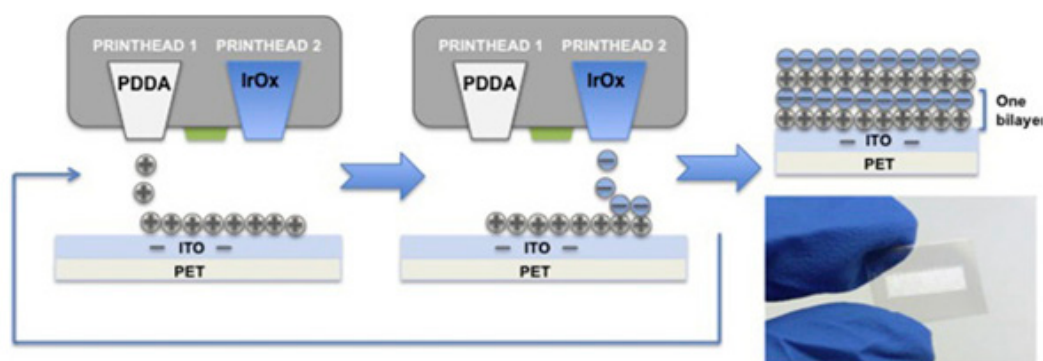 PRINTHEAD 1 PRINTHEAD 2
PDDA IrOx
ITO
PET
PRINTHEAD 1 PRINTHEAD 2
PDDA IrOx
ITO
PET
One
bilayer
ITO
PET